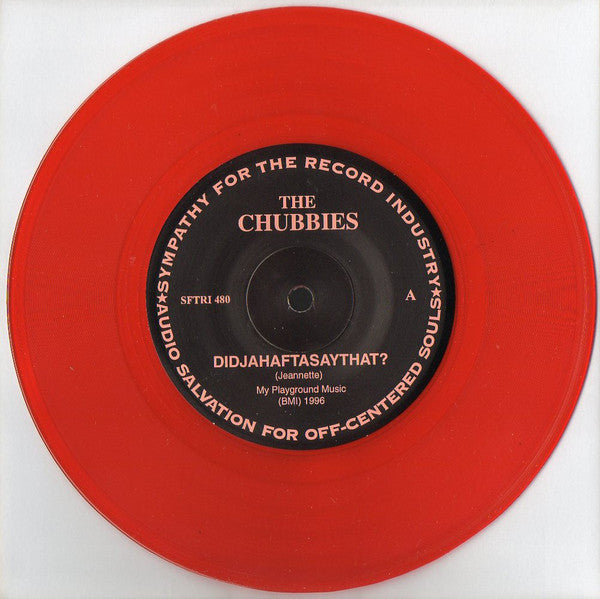 ★SYMPATHY FOR THE RECORD INDUSTRY★
THE
CHUBBIES
SFTRI 480
A
DIDJAHAFTASAYTHAT?
(Jeannette)
My Playground Music
(BMI) 1996
AUDIO SALVATION FOR OFF-CENTERED SOULS